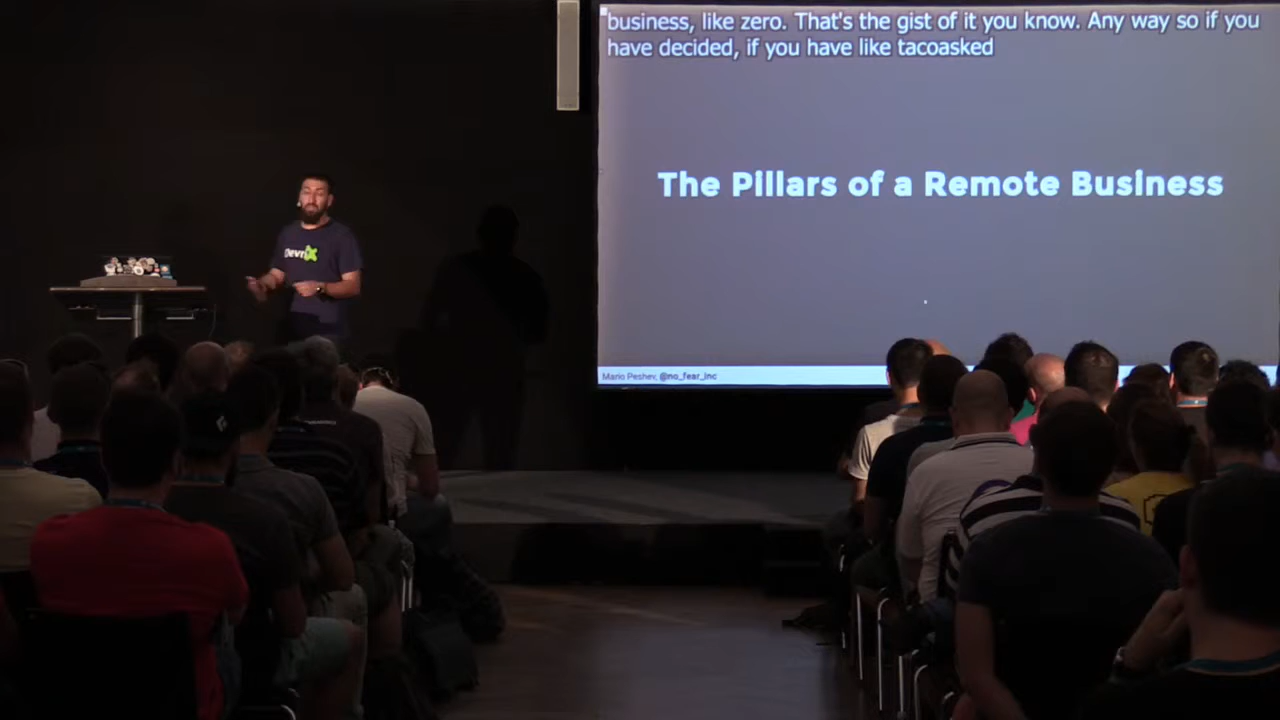 business, like zero. That's the gist of it you know. Any way so if you
have decided, if you have like tacoasked
The Pillars of a Remote Business
DevriX
Mario Peshev, @no_fear_inc